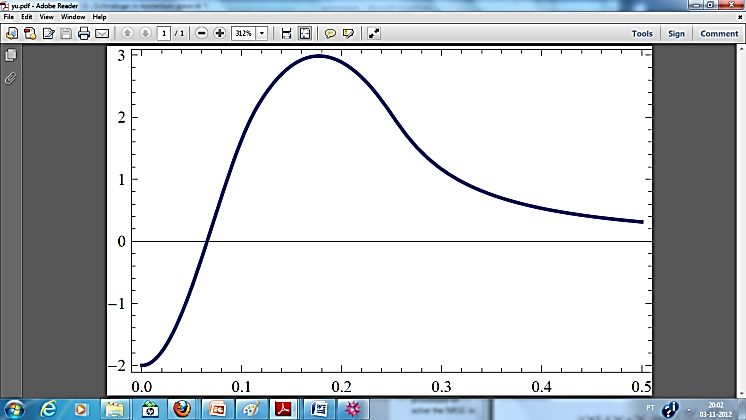 yu.pdf - Adobe Reader
File Edit View Window Help
1 / 1 312% Tools Sign Comment
3
2
1
0
−1
−2
0.0 0.1 0.2 0.3 0.4 0.5
PT 20:02
03-11-2012